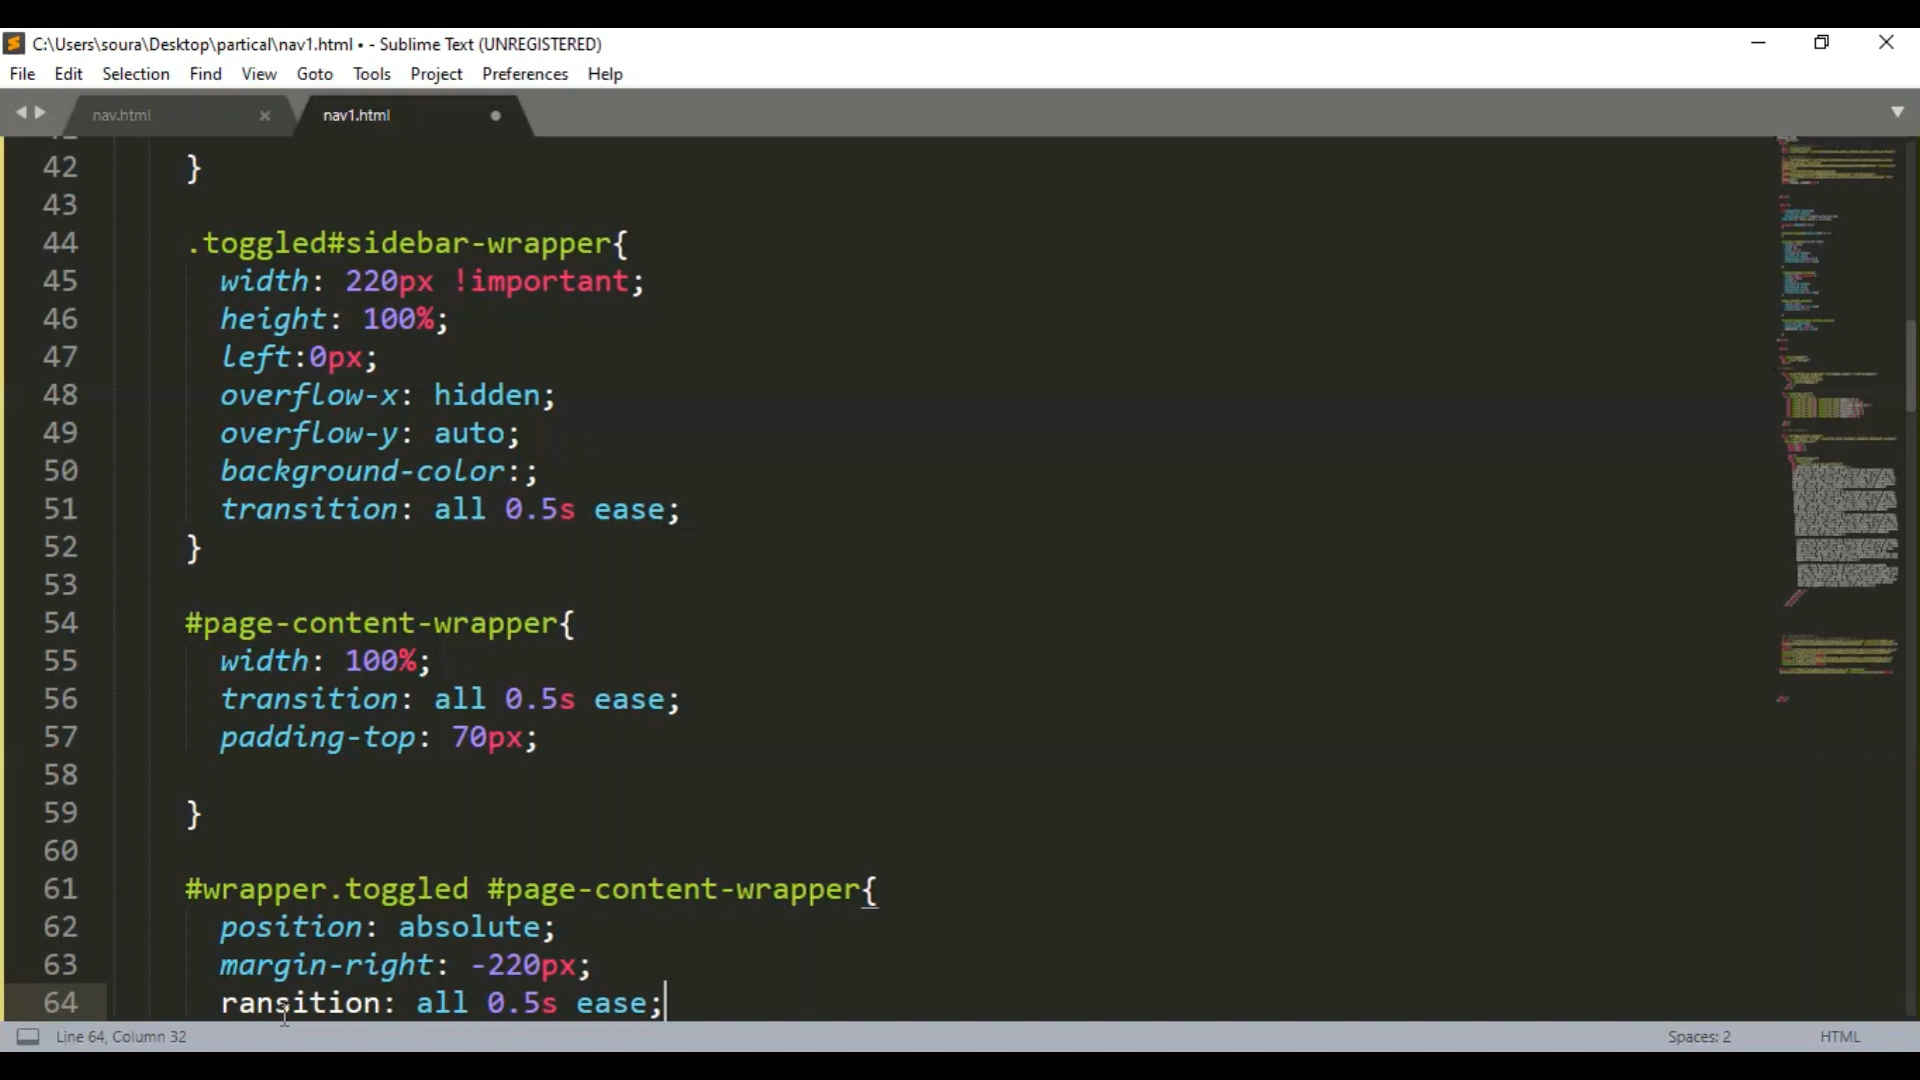 C:\Users\soura\Desktop\partical\nav1.html • - Sublime Text (UNREGISTERED)
File Edit Selection Find View Goto Tools Project Preferences Help
nav.html nav1.html
42 }
43
44 .toggled#sidebar-wrapper{
45 width: 220px !important;
46 height: 100%;
47 left:0px;
48 overflow-x: hidden;
49 overflow-y: auto;
50 background-color:;
51 transition: all 0.5s ease;
52 }
53
54 #page-content-wrapper{
55 width: 100%;
56 transition: all 0.5s ease;
57 padding-top: 70px;
58
59 }
60
61 #wrapper.toggled #page-content-wrapper{
62 position: absolute;
63 margin-right: -220px;
64 ransition: all 0.5s ease;
Line 64, Column 32 Spaces: 2 HTML